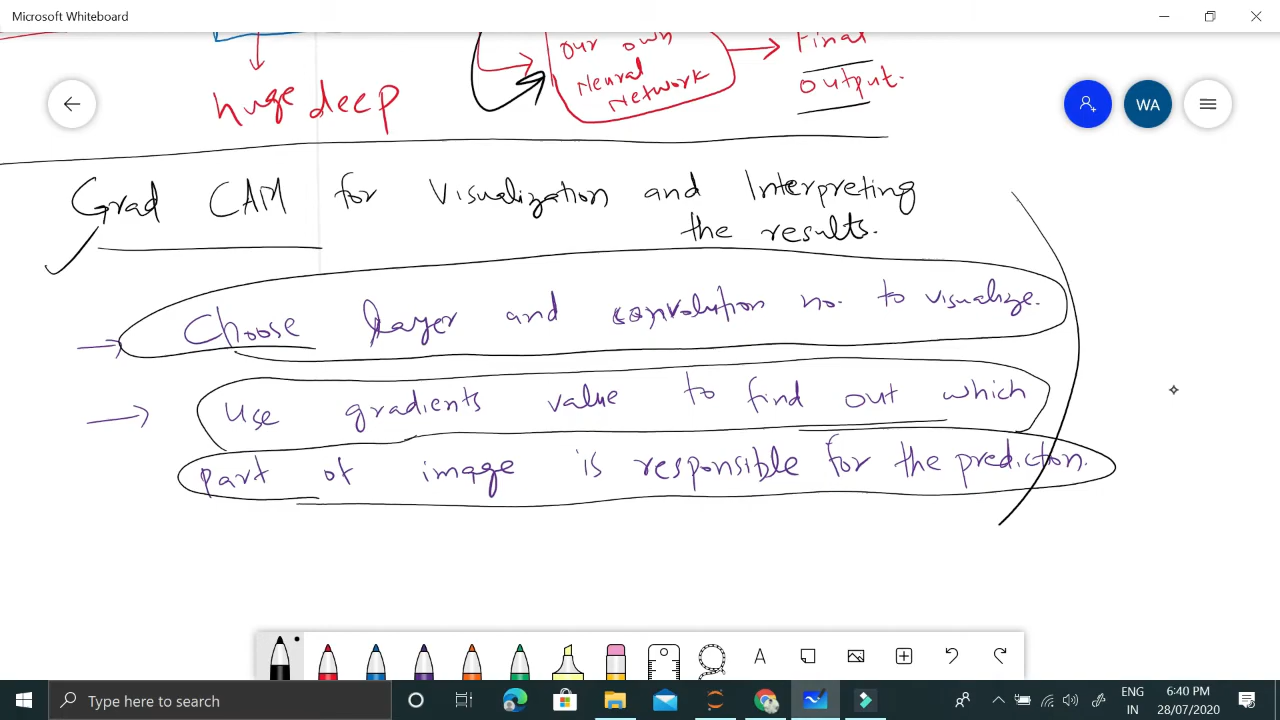 Microsoft Whiteboard
our own
Neural
Network
Final
output.
huge deep
WA
Grad CAM for Visualization and Interpreting
the results.
Choose layer and convolution no. to visualize.
Use gradients value to find out which
part of image is responsible for the prediction.
A
Type here to search
ENG
IN
6:40 PM
28/07/2020